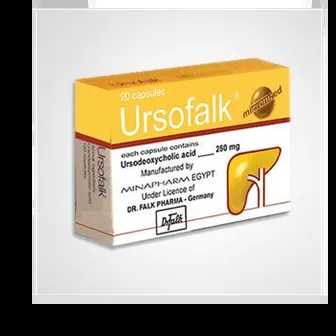 20 capsules
Ursofalk®
each capsule contains
Ursodeoxycholic acid ____ 250 mg
Manufactured by
MINAPHARM EGYPT
Under Licence of
DR. FALK PHARMA - Germany
Dr Falk
Ursofalk